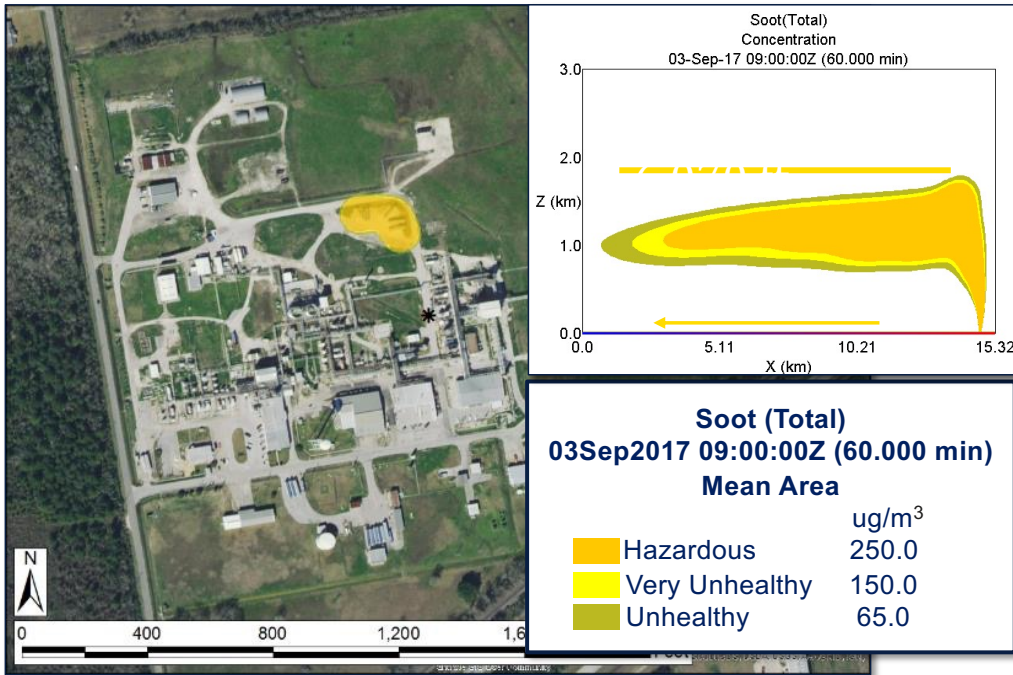 Soot(Total)
Concentration
03-Sep-17 09:00:00Z (60.000 min)
3.0
2.0
Z (km)
1.0
0.0
0.0 5.11 10.21 15.32
X (km)
Soot (Total)
03Sep2017 09:00:00Z (60.000 min)
Mean Area
ug/m³
Hazardous 250.0
Very Unhealthy 150.0
Unhealthy 65.0
N
0 400 800 1,200